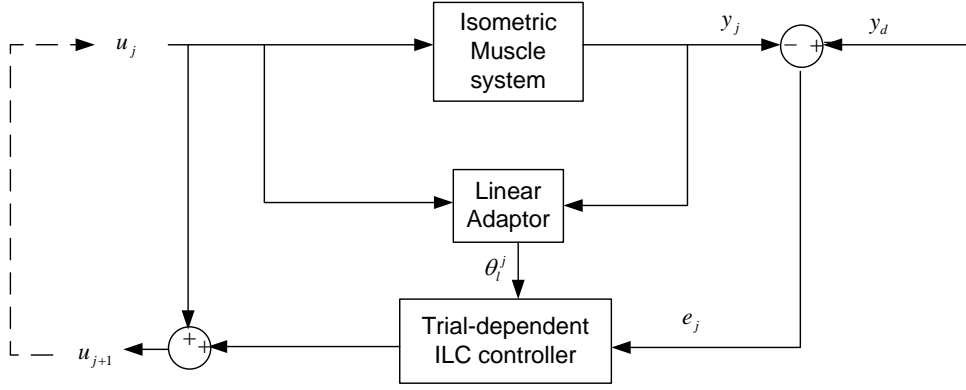 u_j
Isometric
Muscle
system
y_j
− +
y_d
Linear
Adaptor
θ_l^j
Trial-dependent
ILC controller
e_j
+ +
u_{j+1}